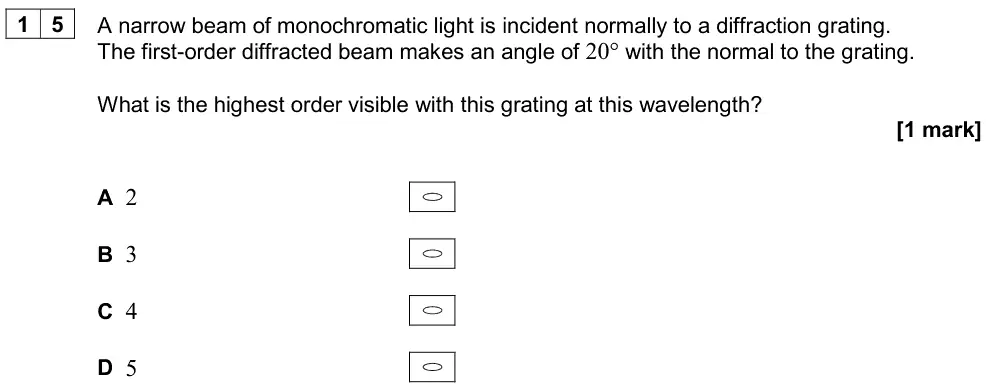 1 5 A narrow beam of monochromatic light is incident normally to a diffraction grating.
The first-order diffracted beam makes an angle of 20° with the normal to the grating.
What is the highest order visible with this grating at this wavelength?
[1 mark]
A 2
B 3
C 4
D 5